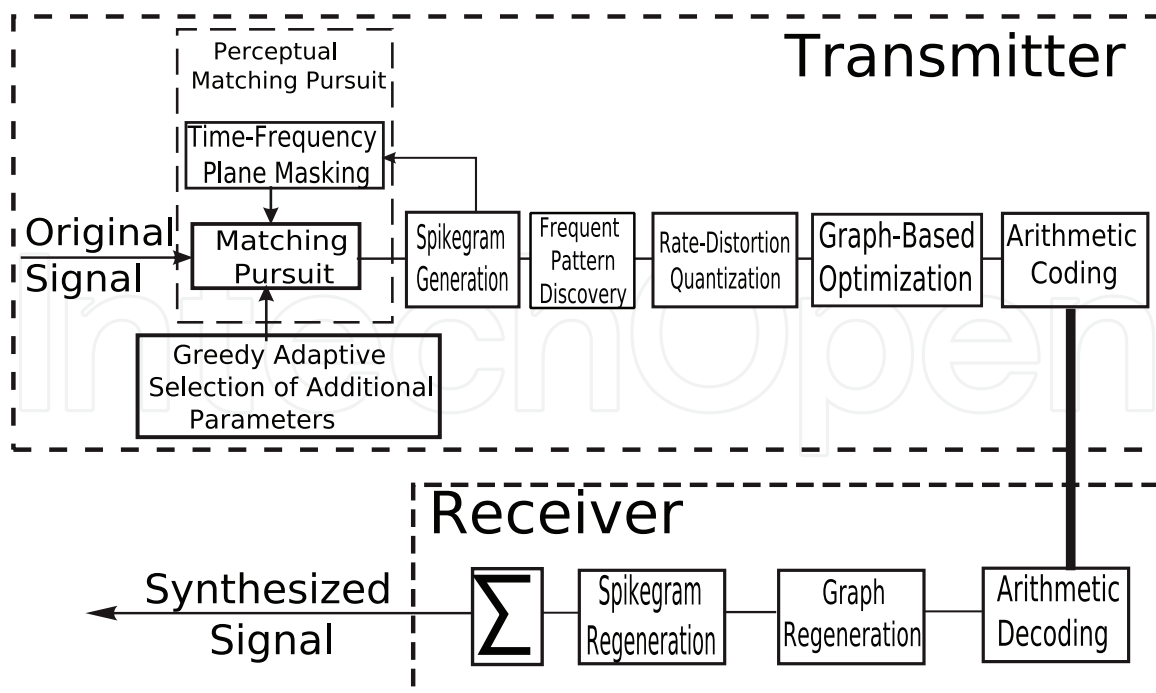 Transmitter
Perceptual
Matching Pursuit
Time-Frequency
Plane Masking
Original
Signal
Matching
Pursuit
Spikegram
Generation
Frequent
Pattern
Discovery
Rate-Distortion
Quantization
Graph-Based
Optimization
Arithmetic
Coding
Greedy Adaptive
Selection of Additional
Parameters
IntechOpen
Receiver
Synthesized
Signal
Σ
Spikegram
Regeneration
Graph
Regeneration
Arithmetic
Decoding